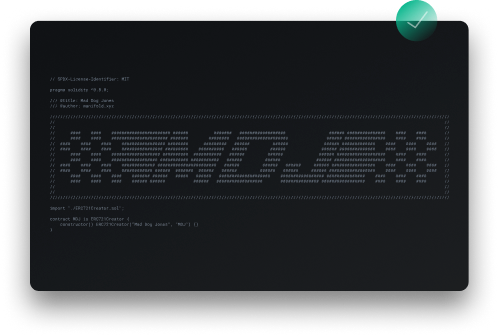 // SPDX-License-Identifier: MIT
pragma solidity ^0.8.0;
/// @title: Mad Dog Jones
/// @author: manifold.xyz
import "./ERC721Creator.sol";
contract MDJ is ERC721Creator {
constructor() ERC721Creator("Mad Dog Jones", "MDJ") {}
}